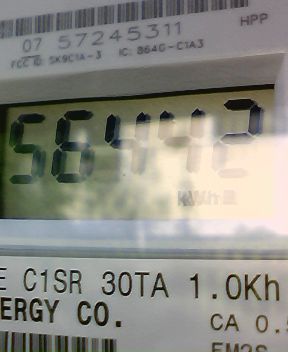 07 57245311 HPP
FCC ID: SK9C1A-3 IC: 864G-C1A3
56442
kWh
E C1SR 30TA 1.0Kh
ERGY CO. CA 0.5
EM2S